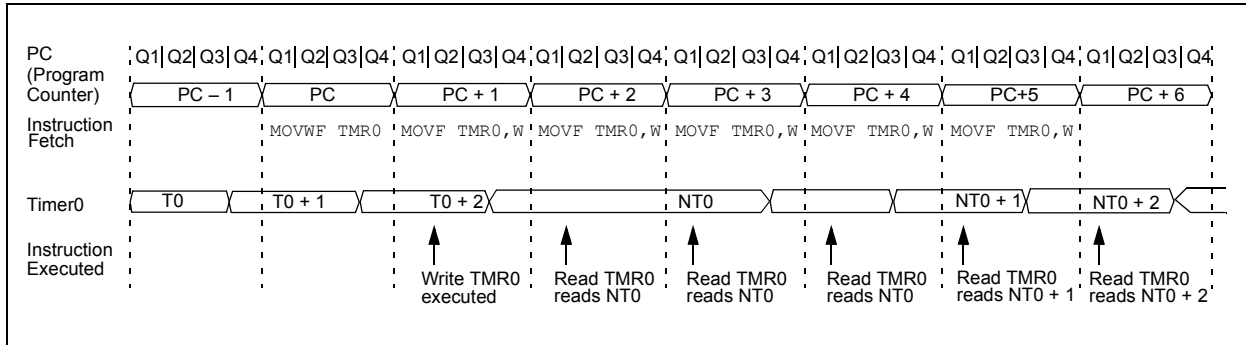 PC
(Program
Counter)
Q1 Q2 Q3 Q4 Q1 Q2 Q3 Q4 Q1 Q2 Q3 Q4 Q1 Q2 Q3 Q4 Q1 Q2 Q3 Q4 Q1 Q2 Q3 Q4 Q1 Q2 Q3 Q4 Q1 Q2 Q3 Q4
PC – 1 PC PC + 1 PC + 2 PC + 3 PC + 4 PC+5 PC + 6
Instruction
Fetch
MOVWF TMR0 MOVF TMR0,W MOVF TMR0,W MOVF TMR0,W MOVF TMR0,W MOVF TMR0,W
Timer0
T0 T0 + 1 T0 + 2 NT0 NT0 + 1 NT0 + 2
Instruction
Executed
Write TMR0
executed
Read TMR0
reads NT0
Read TMR0
reads NT0
Read TMR0
reads NT0
Read TMR0
reads NT0 + 1
Read TMR0
reads NT0 + 2